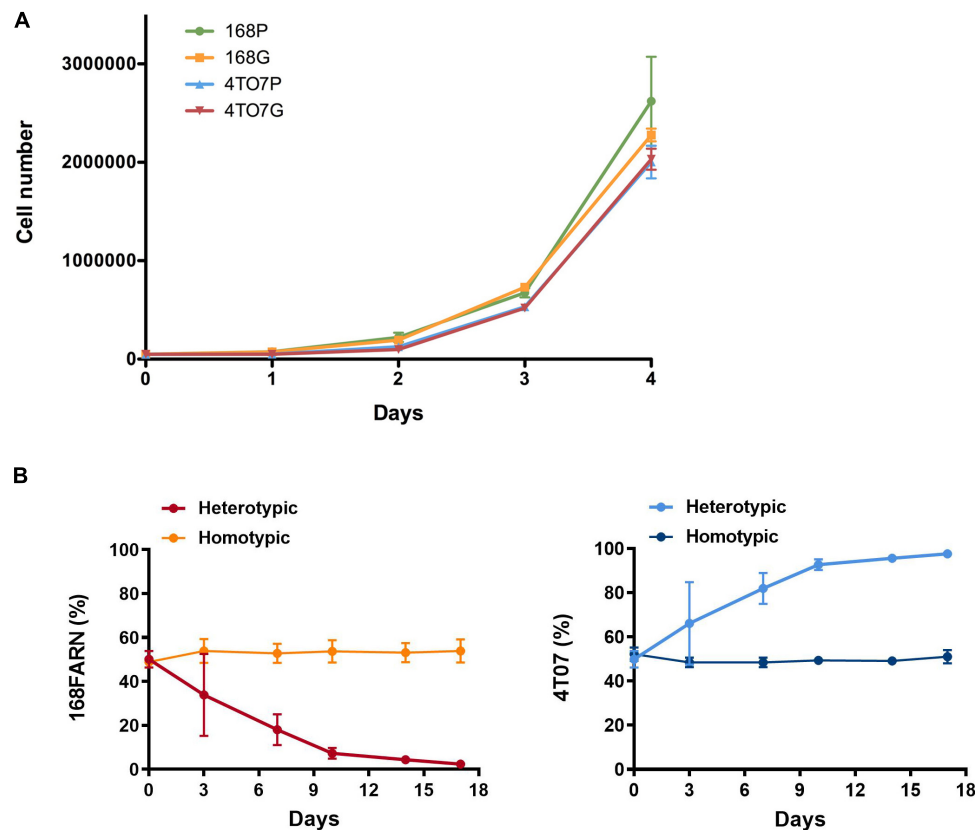 A
168P
168G
4TO7P
4TO7G
3000000
2000000
1000000
0
Cell number
0 1 2 3 4
Days
B
Heterotypic
Homotypic
100
80
60
40
20
0
168FARN (%)
0 3 6 9 12 15 18
Days
Heterotypic
Homotypic
100
80
60
40
20
0
4T07 (%)
0 3 6 9 12 15 18
Days